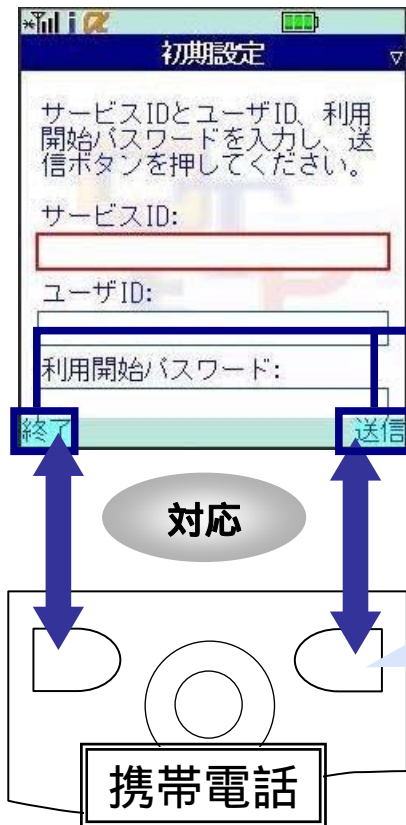 初期設定
サービスIDとユーザID、利用
開始パスワードを入力し、送
信ボタンを押してください。
サービスID:
ユーザID:
利用開始パスワード:
終了
送信
対応
携帯電話